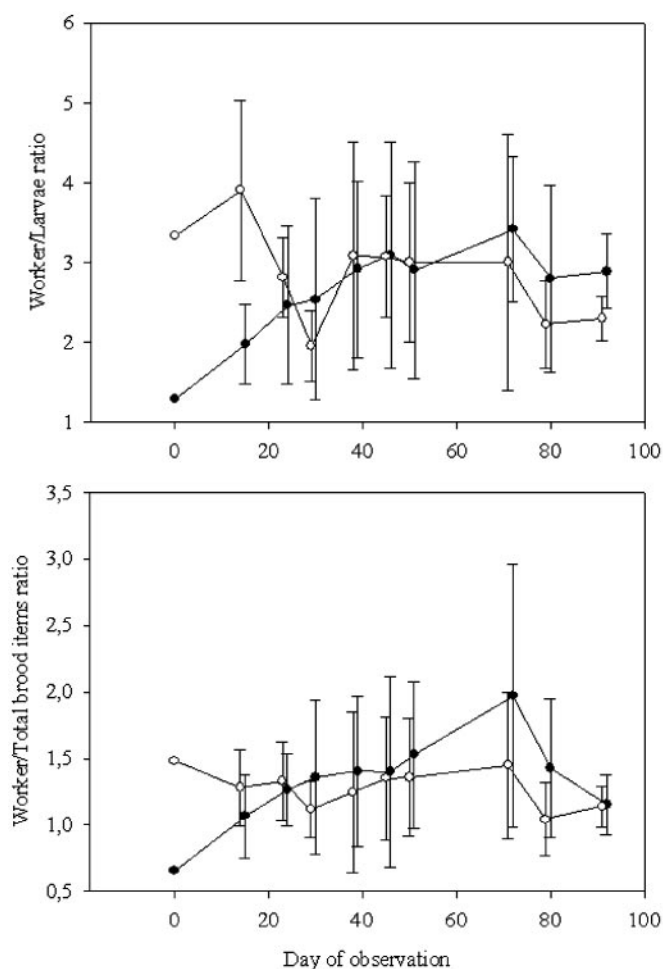 6
5
4
3
2
1
Worker/Larvae ratio
0 20 40 60 80 100
3,5
3,0
2,5
2,0
1,5
1,0
0,5
Worker/Total brood items ratio
0 20 40 60 80 100
Day of observation